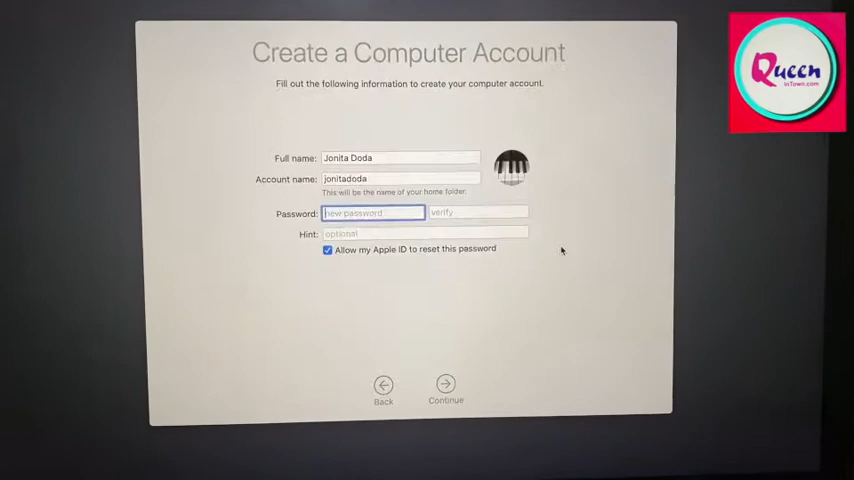 Create a Computer Account
Fill out the following information to create your computer account.
Full name: Jonita Doda
Account name: jonitadoda
This will be the name of your home folder.
Password: new password verify
Hint: optional
Allow my Apple ID to reset this password
Back Continue
Queen
InTown.com